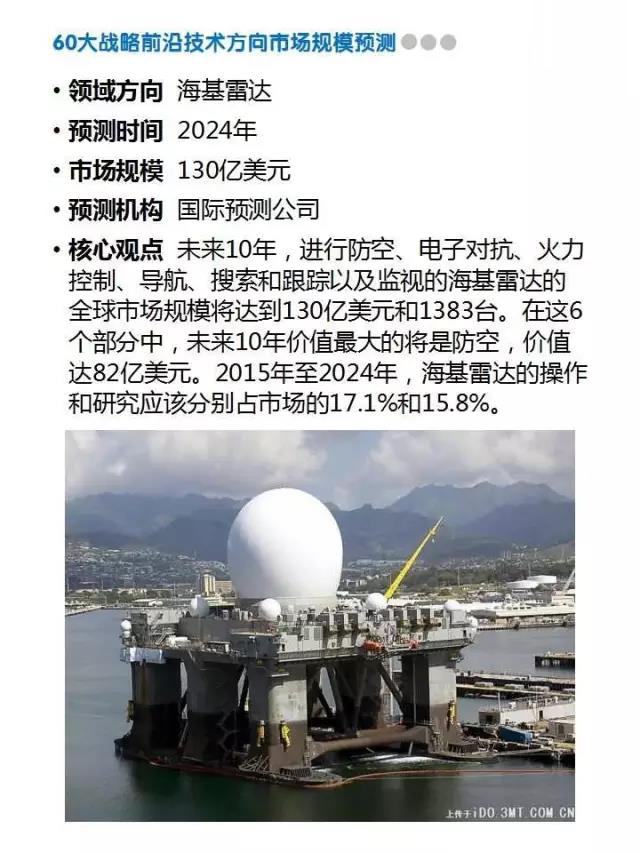 60大战略前沿技术方向市场规模预测
• 领域方向 海基雷达
• 预测时间 2024年
• 市场规模 130亿美元
• 预测机构 国际预测公司
• 核心观点 未来10年，进行防空、电子对抗、火力
控制、导航、搜索和跟踪以及监视的海基雷达的
全球市场规模将达到130亿美元和1383台。在这6
个部分中，未来10年价值最大的将是防空，价值
达82亿美元。2015年至2024年，海基雷达的操作
和研究应该分别占市场的17.1%和15.8%。
上传于iDO.3MT.COM.CN